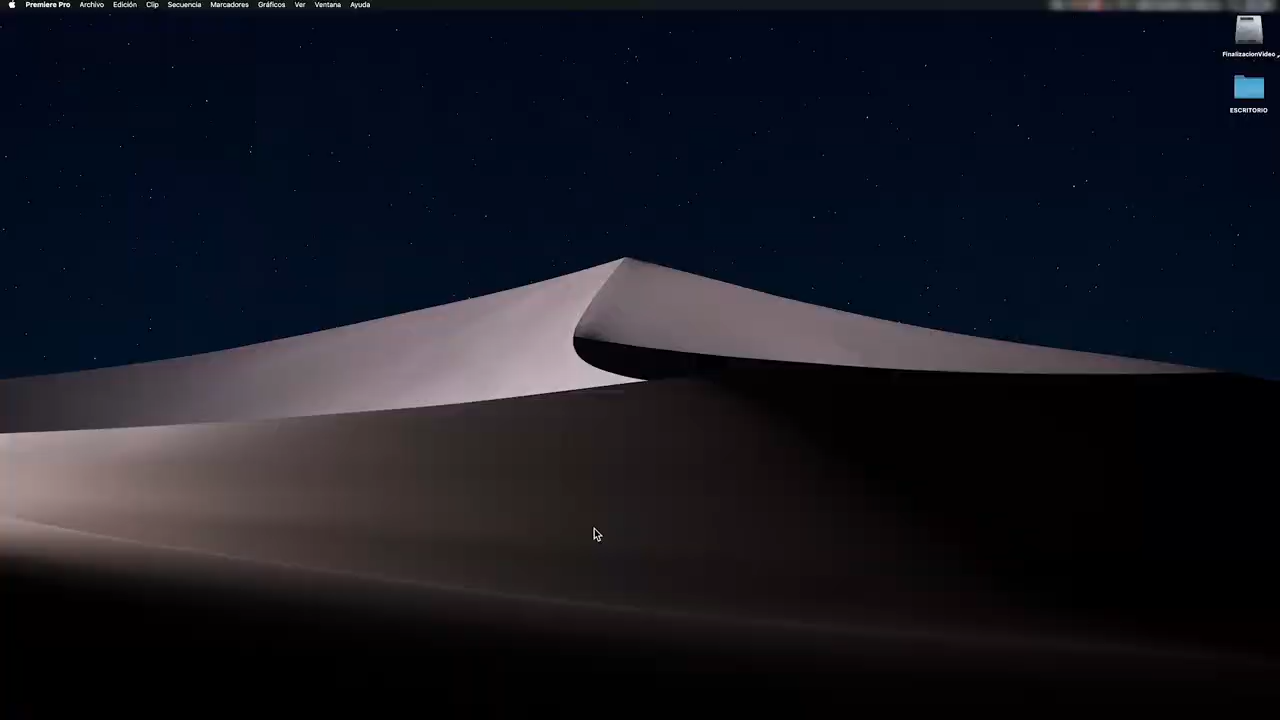 Premiere Pro Archivo Edición Clip Secuencia Marcadores Gráficos Ver Ventana Ayuda
FinalizacionVideo
ESCRITORIO